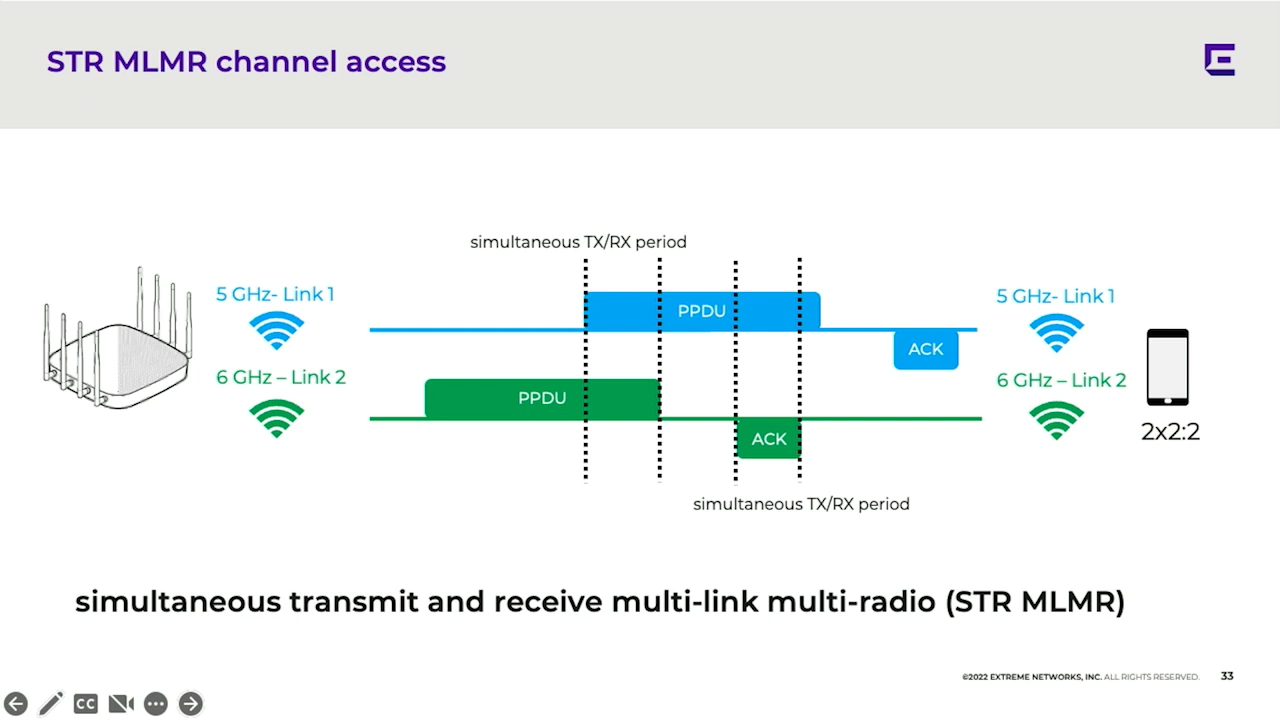 STR MLMR channel access
simultaneous TX/RX period
5 GHz- Link 1
PPDU
5 GHz- Link 1
ACK
6 GHz – Link 2
PPDU
6 GHz – Link 2
ACK
2x2:2
simultaneous TX/RX period
simultaneous transmit and receive multi-link multi-radio (STR MLMR)
©2022 EXTREME NETWORKS, INC. ALL RIGHTS RESERVED. 33
CC